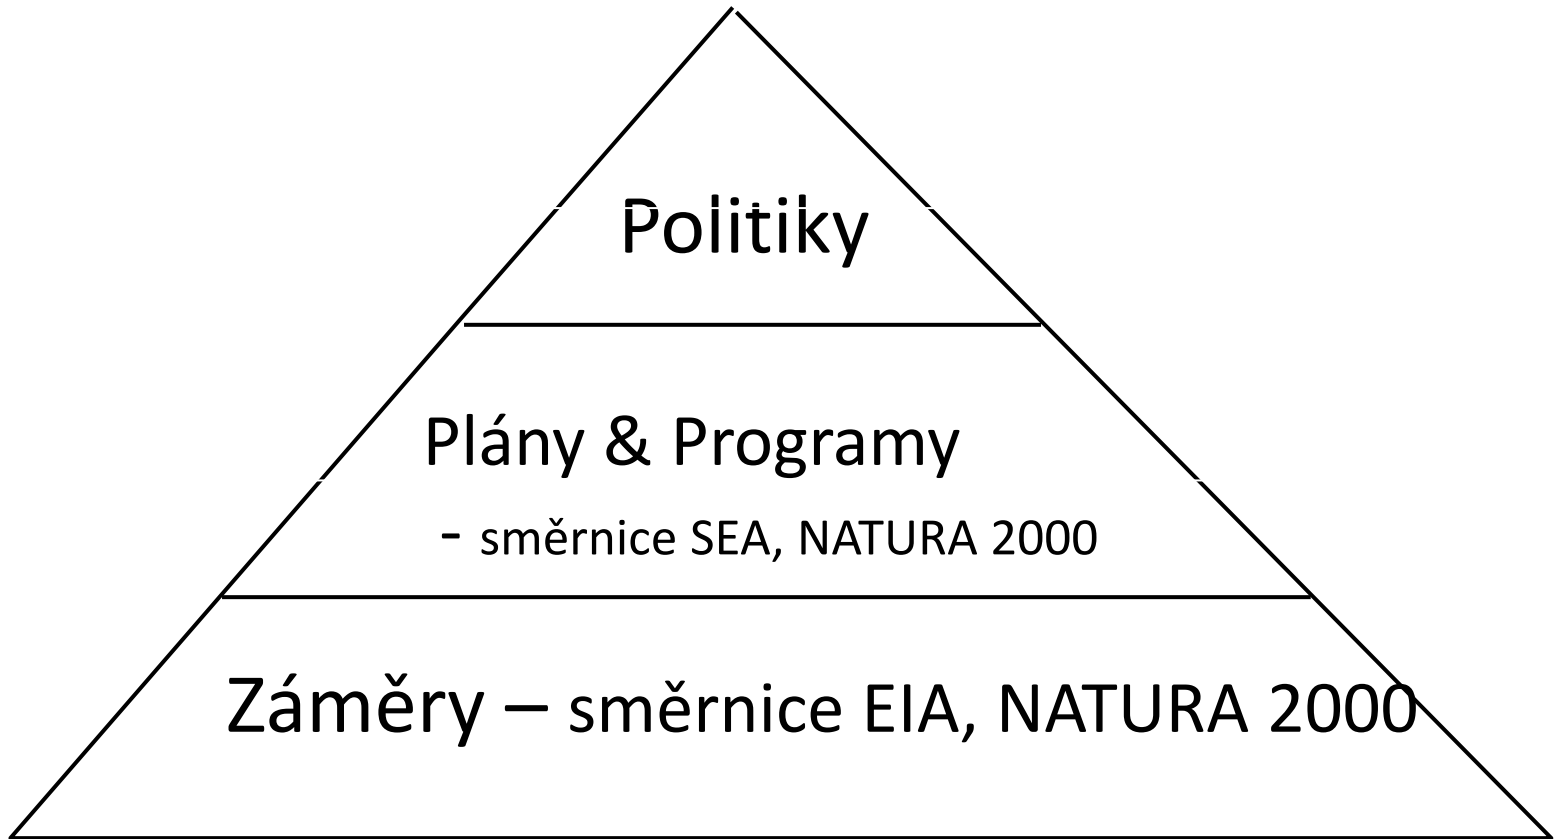 Politiky
Plány & Programy
- směrnice SEA, NATURA 2000
Záměry – směrnice EIA, NATURA 2000